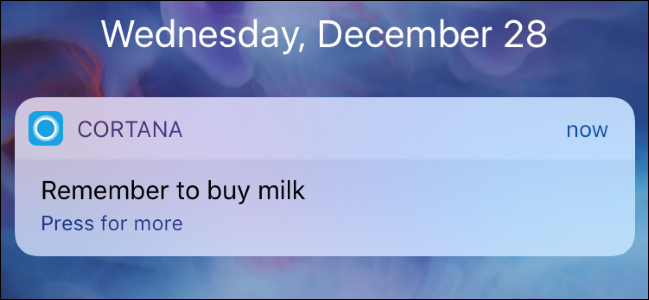 Wednesday, December 28
CORTANA now
Remember to buy milk
Press for more